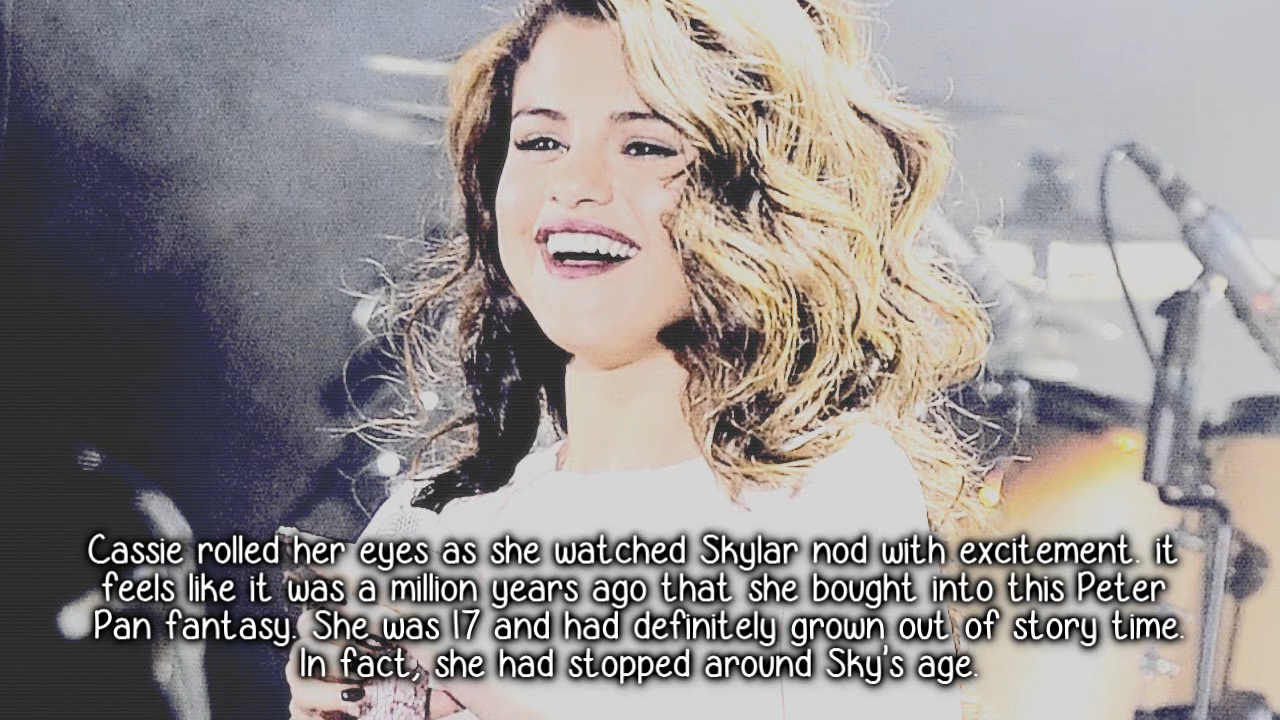 Cassie rolled her eyes as she watched Skylar nod with excitement. it
feels like it was a million years ago that she bought into this Peter
Pan fantasy. She was 17 and had definitely grown out of story time.
In fact, she had stopped around Sky's age.